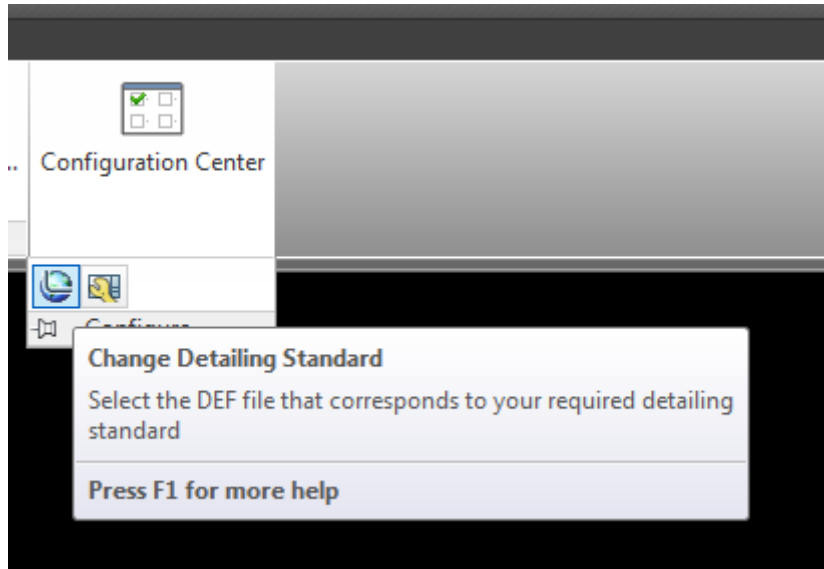 .. Configuration Center
Configure
Change Detailing Standard
Select the DEF file that corresponds to your required detailing
standard
Press F1 for more help